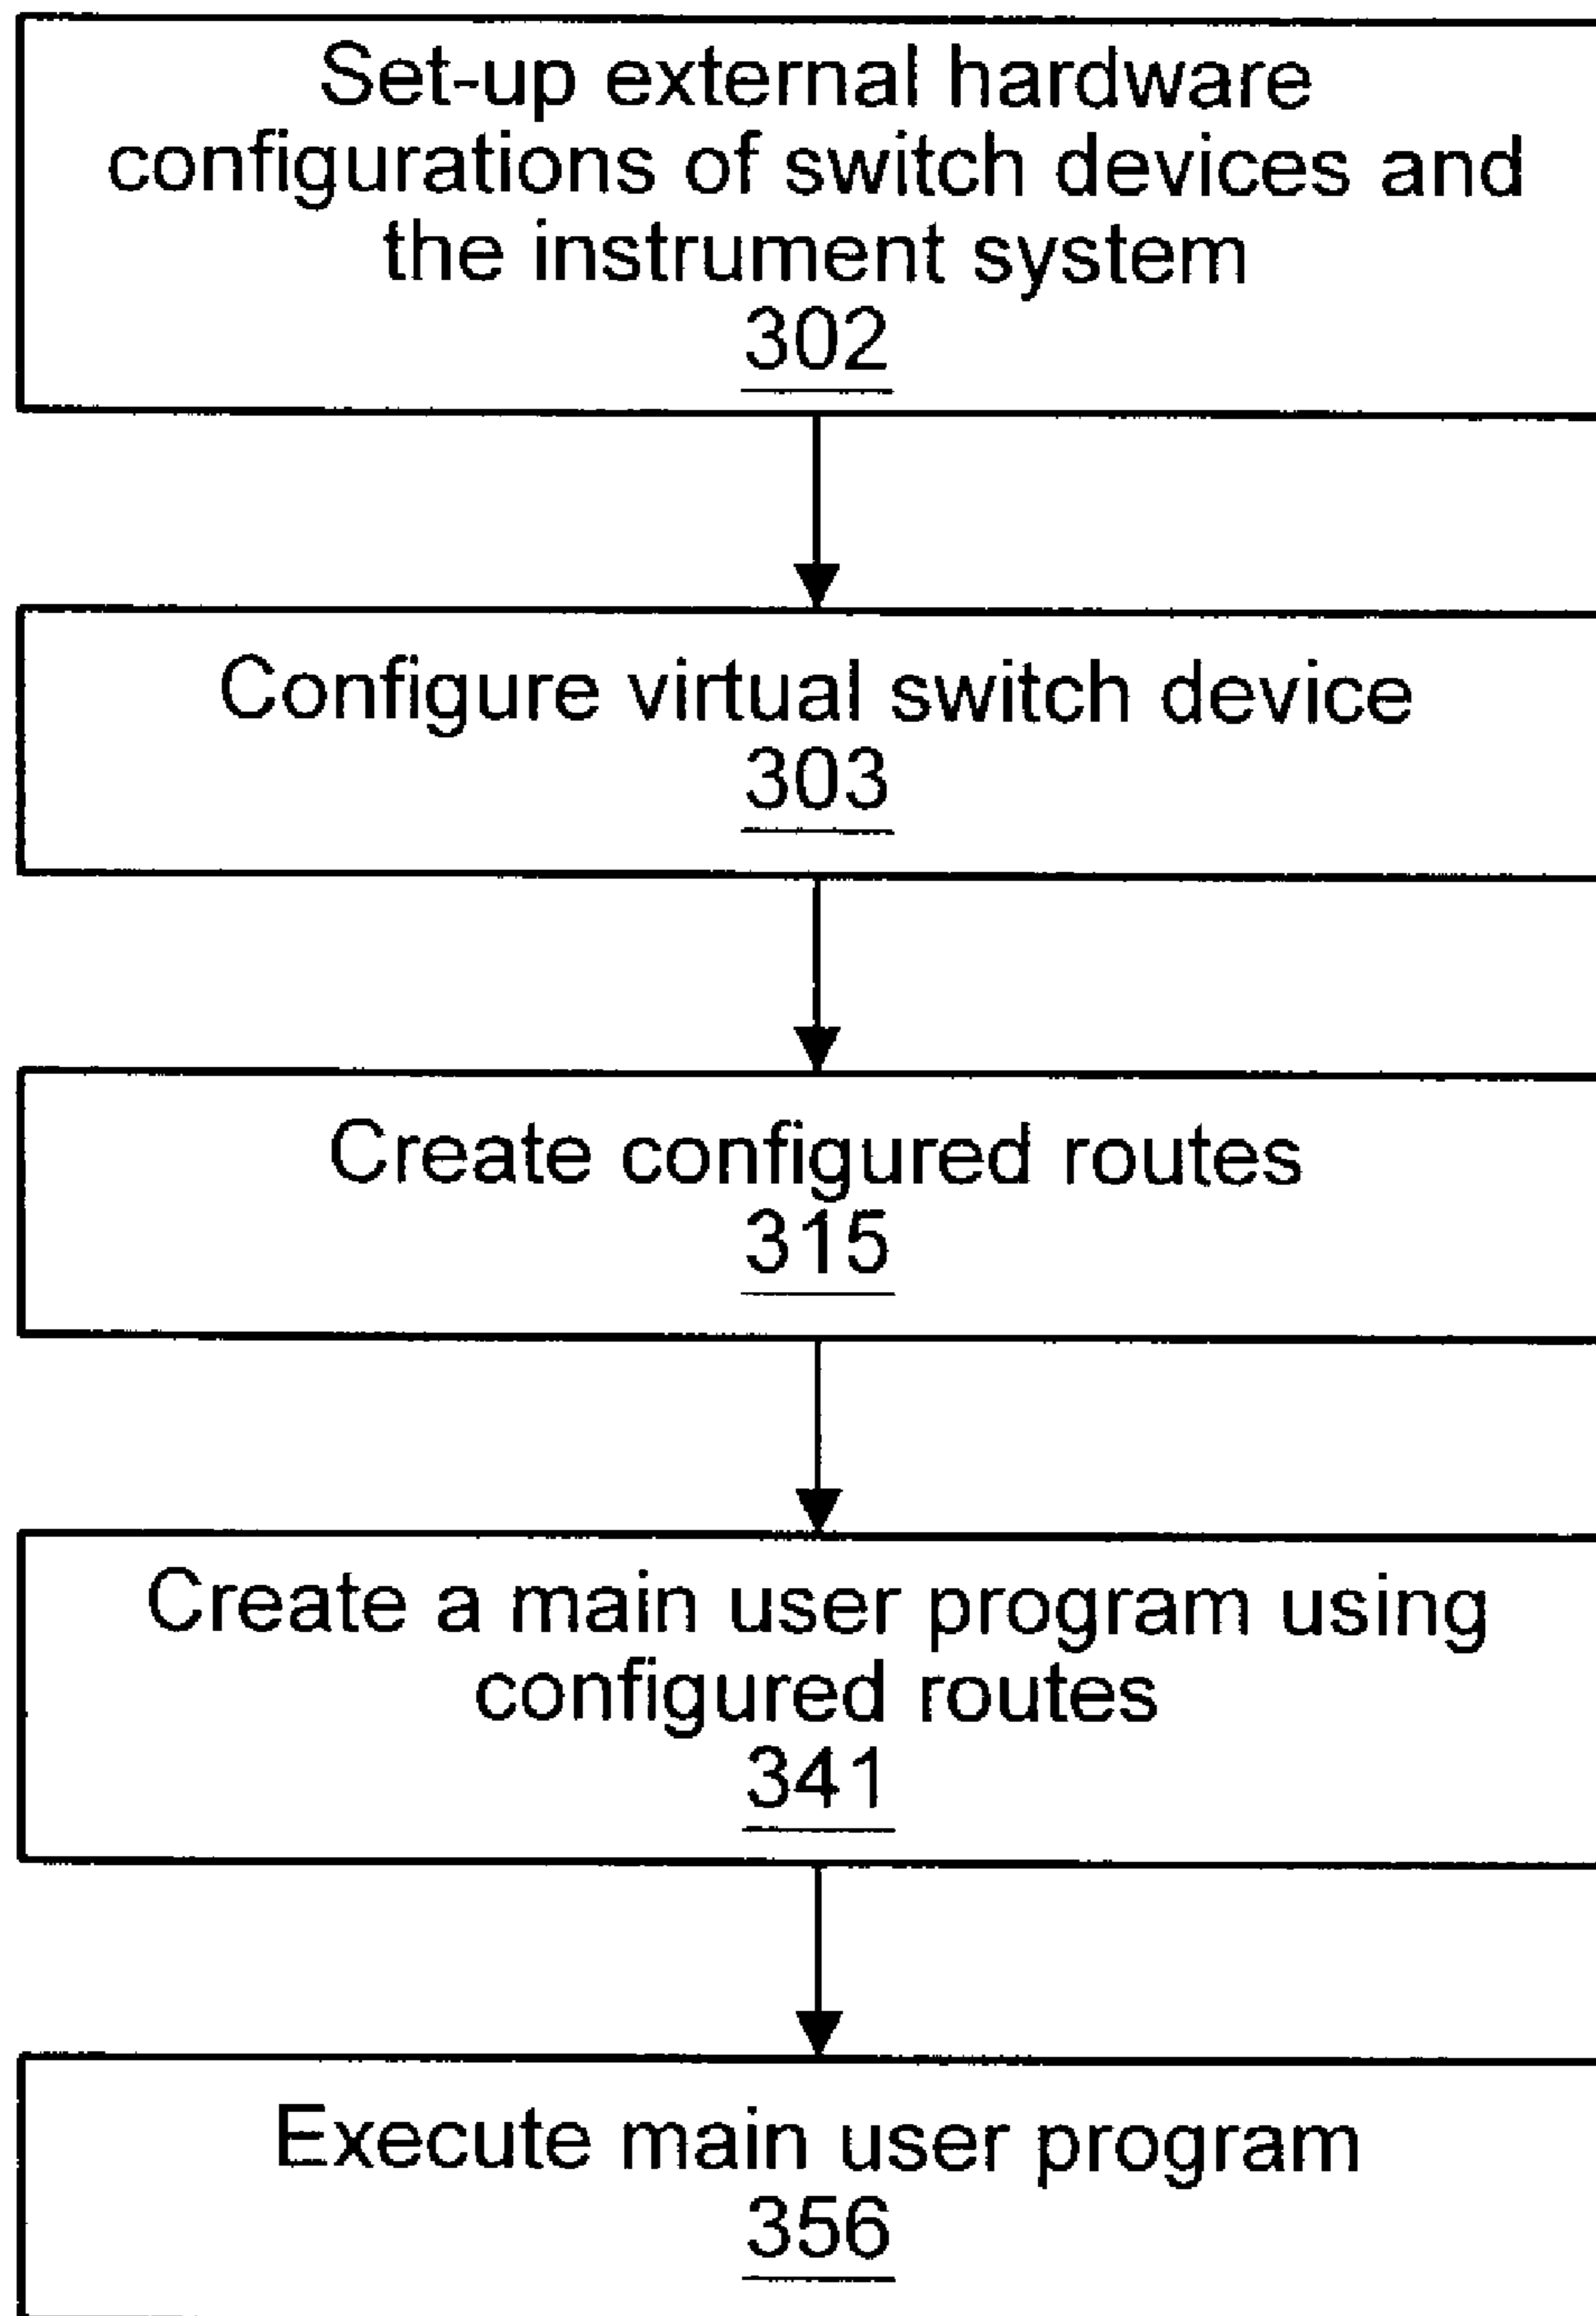 Set-up external hardware
configurations of switch devices and
the instrument system
302
Configure virtual switch device
303
Create configured routes
315
Create a main user program using
configured routes
341
Execute main user program
356